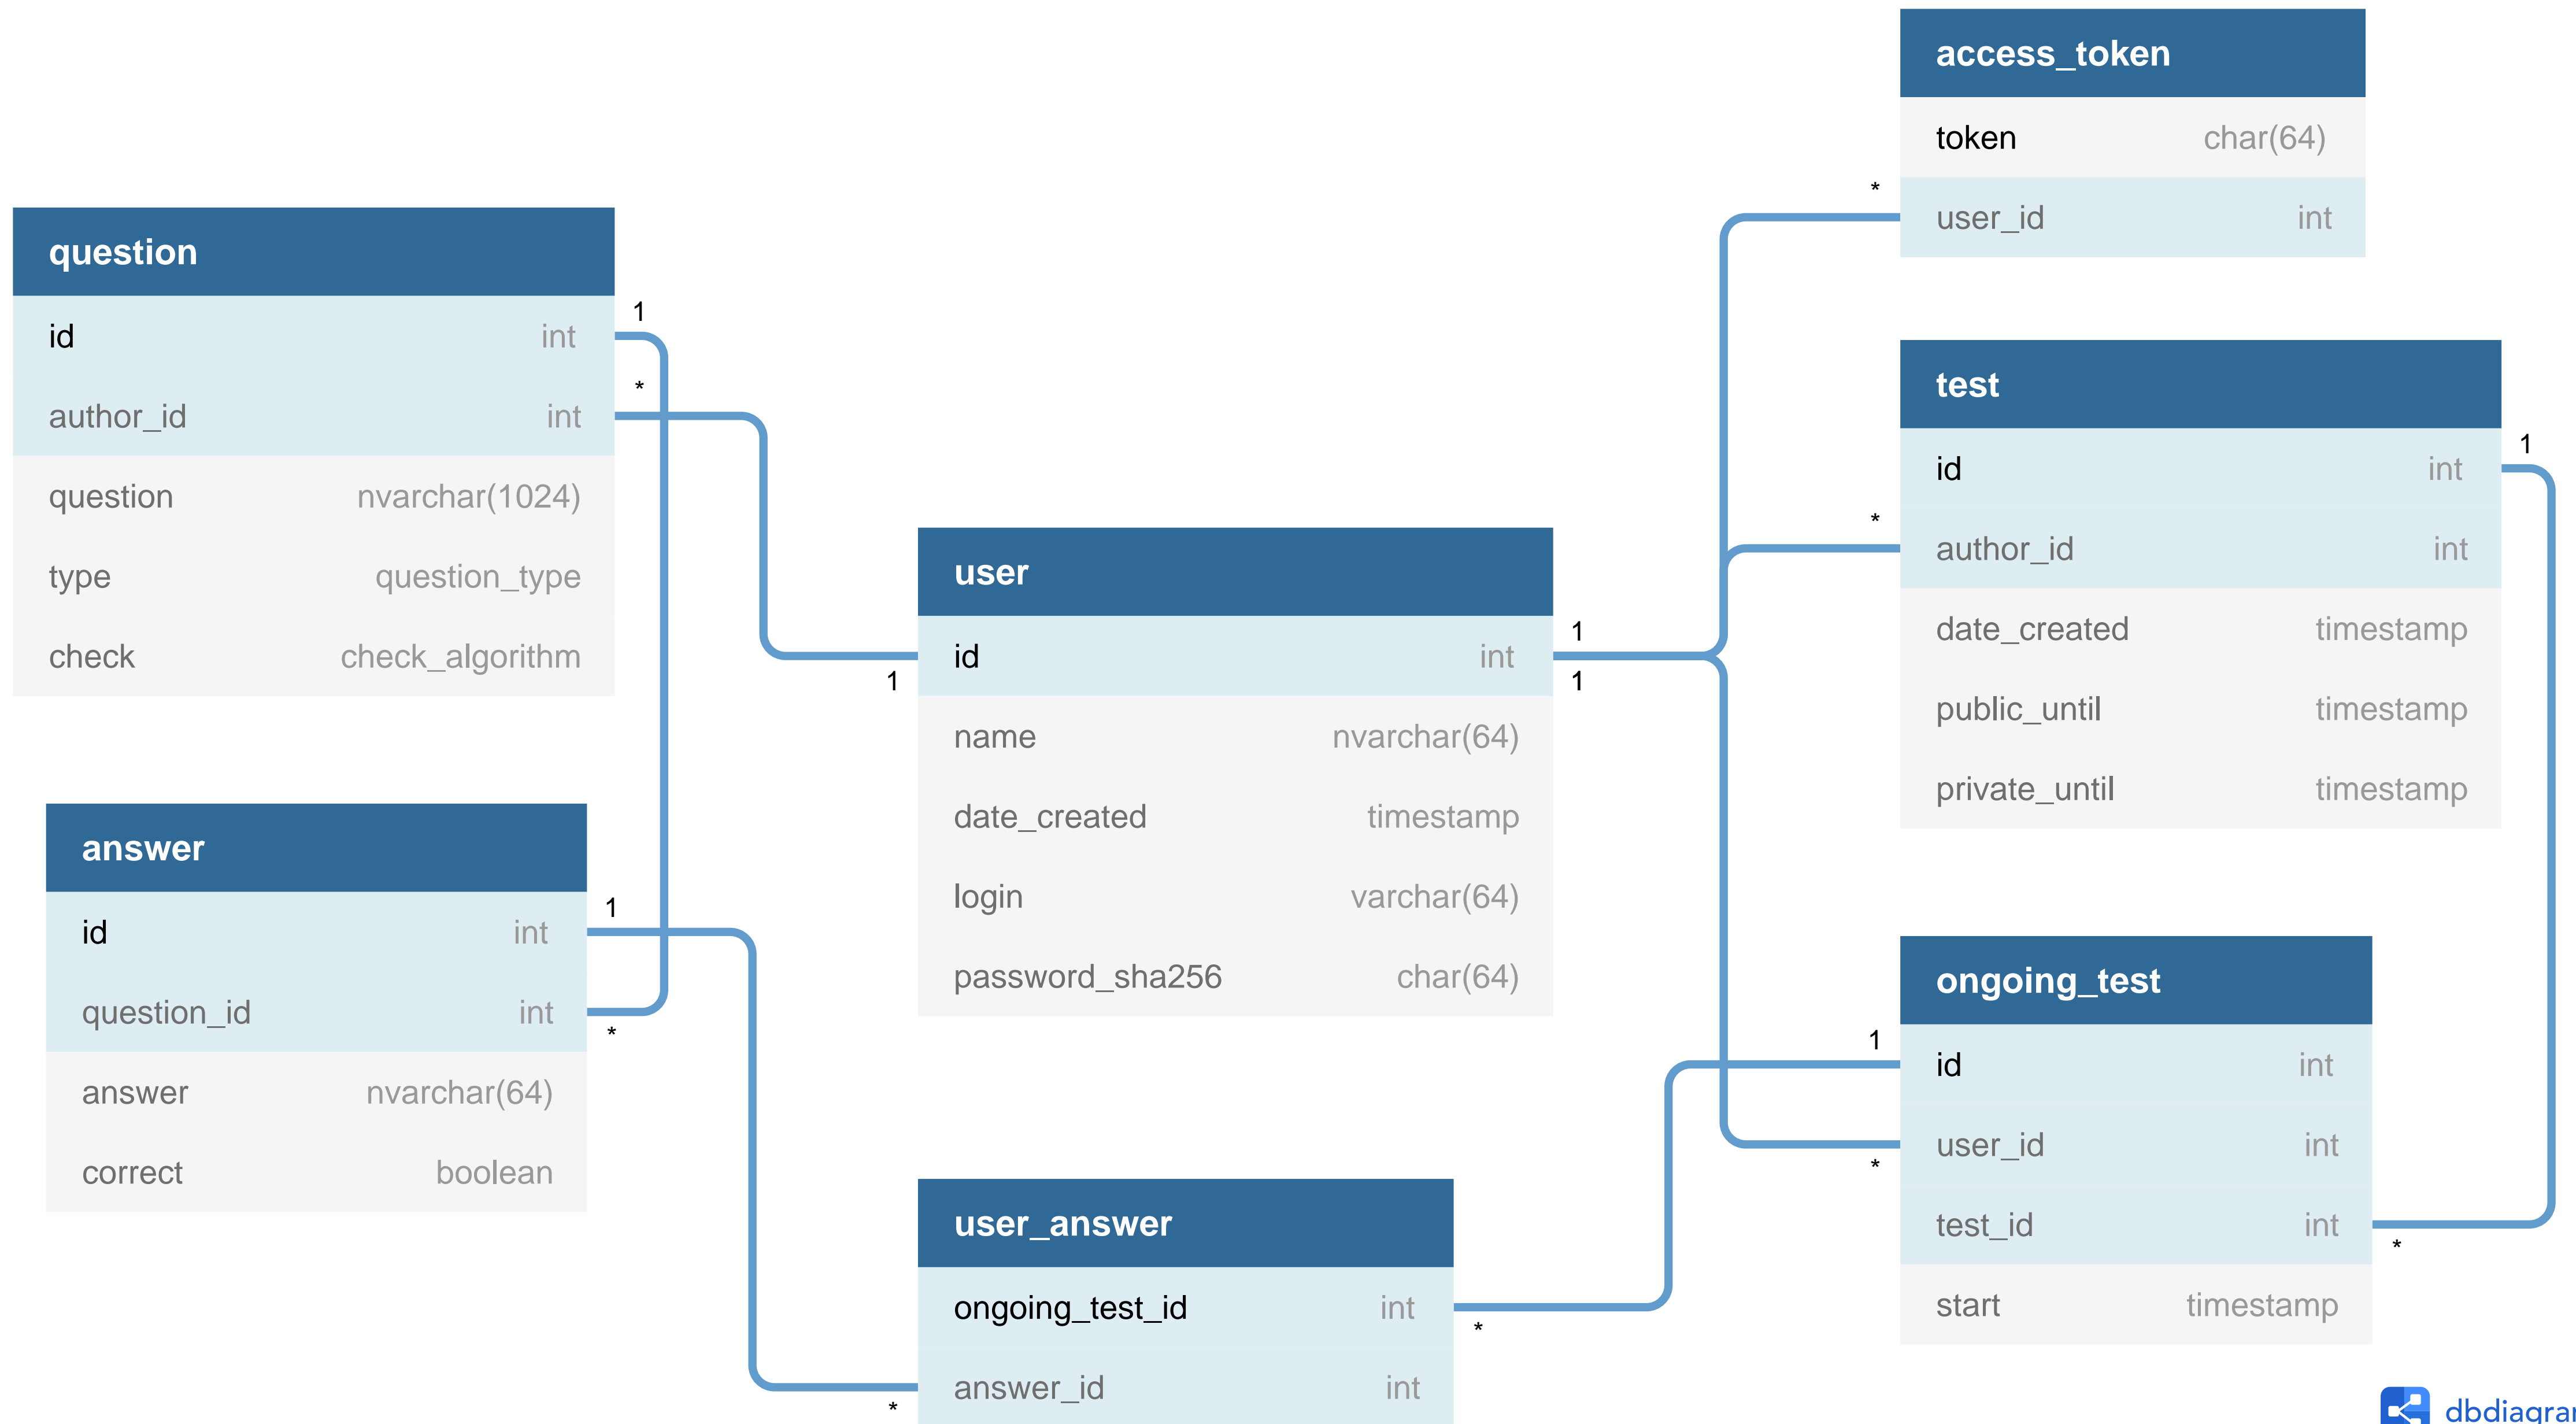 access_token
token char(64)
user_id int
*
question
id int
author_id int
question nvarchar(1024)
type question_type
check check_algorithm
1
*
test
id int
author_id int
date_created timestamp
public_until timestamp
private_until timestamp
1
*
user
id int
name nvarchar(64)
date_created timestamp
login varchar(64)
password_sha256 char(64)
1
1
1
answer
id int
question_id int
answer nvarchar(64)
correct boolean
1
*
ongoing_test
id int
user_id int
test_id int
start timestamp
1
*
*
user_answer
ongoing_test_id int
answer_id int
*
*